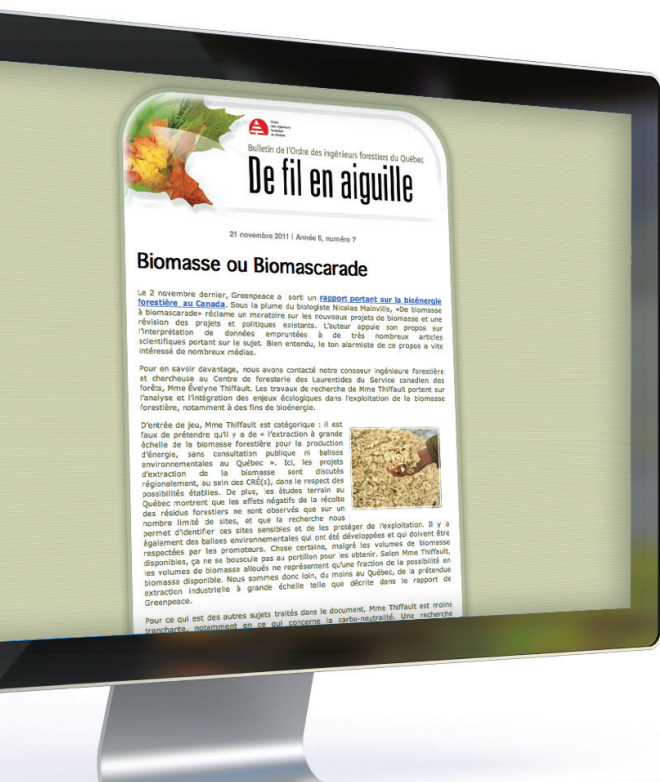 Ordre
des ingénieurs
forestiers
du Québec
Bulletin de l'Ordre des ingénieurs forestiers du Québec
De fil en aiguille
21 novembre 2011 | Année 6, numéro 7
Biomasse ou Biomascarade
Le 2 novembre dernier, Greenpeace a sorti un rapport portant sur la bioénergie
forestière au Canada. Sous la plume du biologiste Nicolas Mainville, «De biomasse
à biomascarade» réclame un moratoire sur les nouveaux projets de biomasse et une
révision des projets et politiques existants. L'auteur appuie son propos sur
l'interprétation de données empruntées à de très nombreux articles
scientifiques portant sur le sujet. Bien entendu, le ton alarmiste de ce propos a vite
intéressé de nombreux médias.
Pour en savoir davantage, nous avons contacté notre consoeur ingénieure forestière
et chercheuse au Centre de foresterie des Laurentides du Service canadien des
forêts, Mme Évelyne Thiffault. Les travaux de recherche de Mme Thiffault portent sur
l'analyse et l'intégration des enjeux écologiques dans l'exploitation de la biomasse
forestière, notamment à des fins de bioénergie.
D'entrée de jeu, Mme Thiffault est catégorique : il est
faux de prétendre qu'il y a de « l'extraction à grande
échelle de la biomasse forestière pour la production
d'énergie, sans consultation publique ni balises
environnementales au Québec ». Ici, les projets
d'extraction de la biomasse sont discutés
régionalement, au sein des CRÉ(s), dans le respect des
possibilités établies. De plus, les études terrain au
Québec montrent que les effets négatifs de la récolte
des résidus forestiers ne sont observés que sur un
nombre limité de sites, et que la recherche nous
permet d'identifier ces sites sensibles et de les protéger de l'exploitation. Il y a
également des balises environnementales qui ont été développées et qui doivent être
respectées par les promoteurs. Chose certaine, malgré les volumes de biomasse
disponibles, ça ne se bouscule pas au portillon pour les obtenir. Selon Mme Thiffault,
les volumes de biomasse alloués ne représentent qu'une fraction de la possibilité en
biomasse disponible. Nous sommes donc loin, du moins au Québec, de la prétendue
extraction industrielle à grande échelle telle que décrite dans le rapport de
Greenpeace.
Pour ce qui est des autres sujets traités dans le document, Mme Thiffault est moins
tranchante, notamment en ce qui concerne la carbo-neutralité. Une recherche